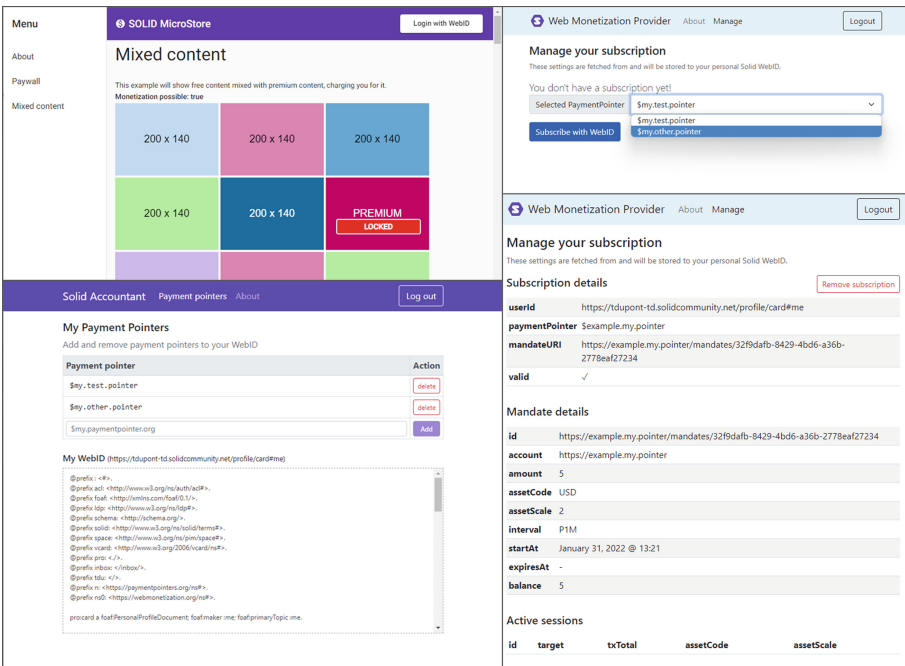 Menu
About
Paywall
Mixed content
SOLID MicroStore
Login with WebID
Mixed content
This example will show free content mixed with premium content, charging you for it.
Monetization possible: true
200 x 140
200 x 140
200 x 140
200 x 140
200 x 140
PREMIUM
LOCKED
Web Monetization Provider About Manage Logout
Manage your subscription
These settings are fetched from and will be stored to your personal Solid WebID.
You don't have a subscription yet!
Selected PaymentPointer $my.test.pointer
$my.test.pointer
$my.other.pointer
Subscribe with WebID
Solid Accountant Payment pointers About Log out
My Payment Pointers
Add and remove payment pointers to your WebID
Payment pointer Action
$my.test.pointer delete
$my.other.pointer delete
$my.paymentpointer.org Add
My WebID (https://tdupont-td.solidcommunity.net/profile/card#me)
@prefix : <#>.
@prefix acl: <http://www.w3.org/ns/auth/acl#>.
@prefix foaf: <http://xmlns.com/foaf/0.1/>.
@prefix ldp: <http://www.w3.org/ns/ldp#>.
@prefix schema: <http://schema.org/>.
@prefix solid: <http://www.w3.org/ns/solid/terms#>.
@prefix space: <http://www.w3.org/ns/pim/space#>.
@prefix vcard: <http://www.w3.org/2006/vcard/ns#>.
@prefix pro: <./>.
@prefix inbox: </inbox/>.
@prefix tdu: </>.
@prefix n: <https://paymentpointers.org/ns#>.
@prefix ns0: <https://webmonetization.org/ns#>.
pro:card a foaf:PersonalProfileDocument; foaf:maker :me; foaf:primaryTopic :me.
Web Monetization Provider About Manage Logout
Manage your subscription
These settings are fetched from and will be stored to your personal Solid WebID.
Subscription details Remove subscription
userId https://tdupont-td.solidcommunity.net/profile/card#me
paymentPointer $example.my.pointer
mandateURI https://example.my.pointer/mandates/32f9dafb-8429-4bd6-a36b-
2778eaf27234
valid ✓
Mandate details
id https://example.my.pointer/mandates/32f9dafb-8429-4bd6-a36b-2778eaf27234
account https://example.my.pointer
amount 5
assetCode USD
assetScale 2
interval P1M
startAt January 31, 2022 @ 13:21
expiresAt -
balance 5
Active sessions
id target txTotal assetCode assetScale